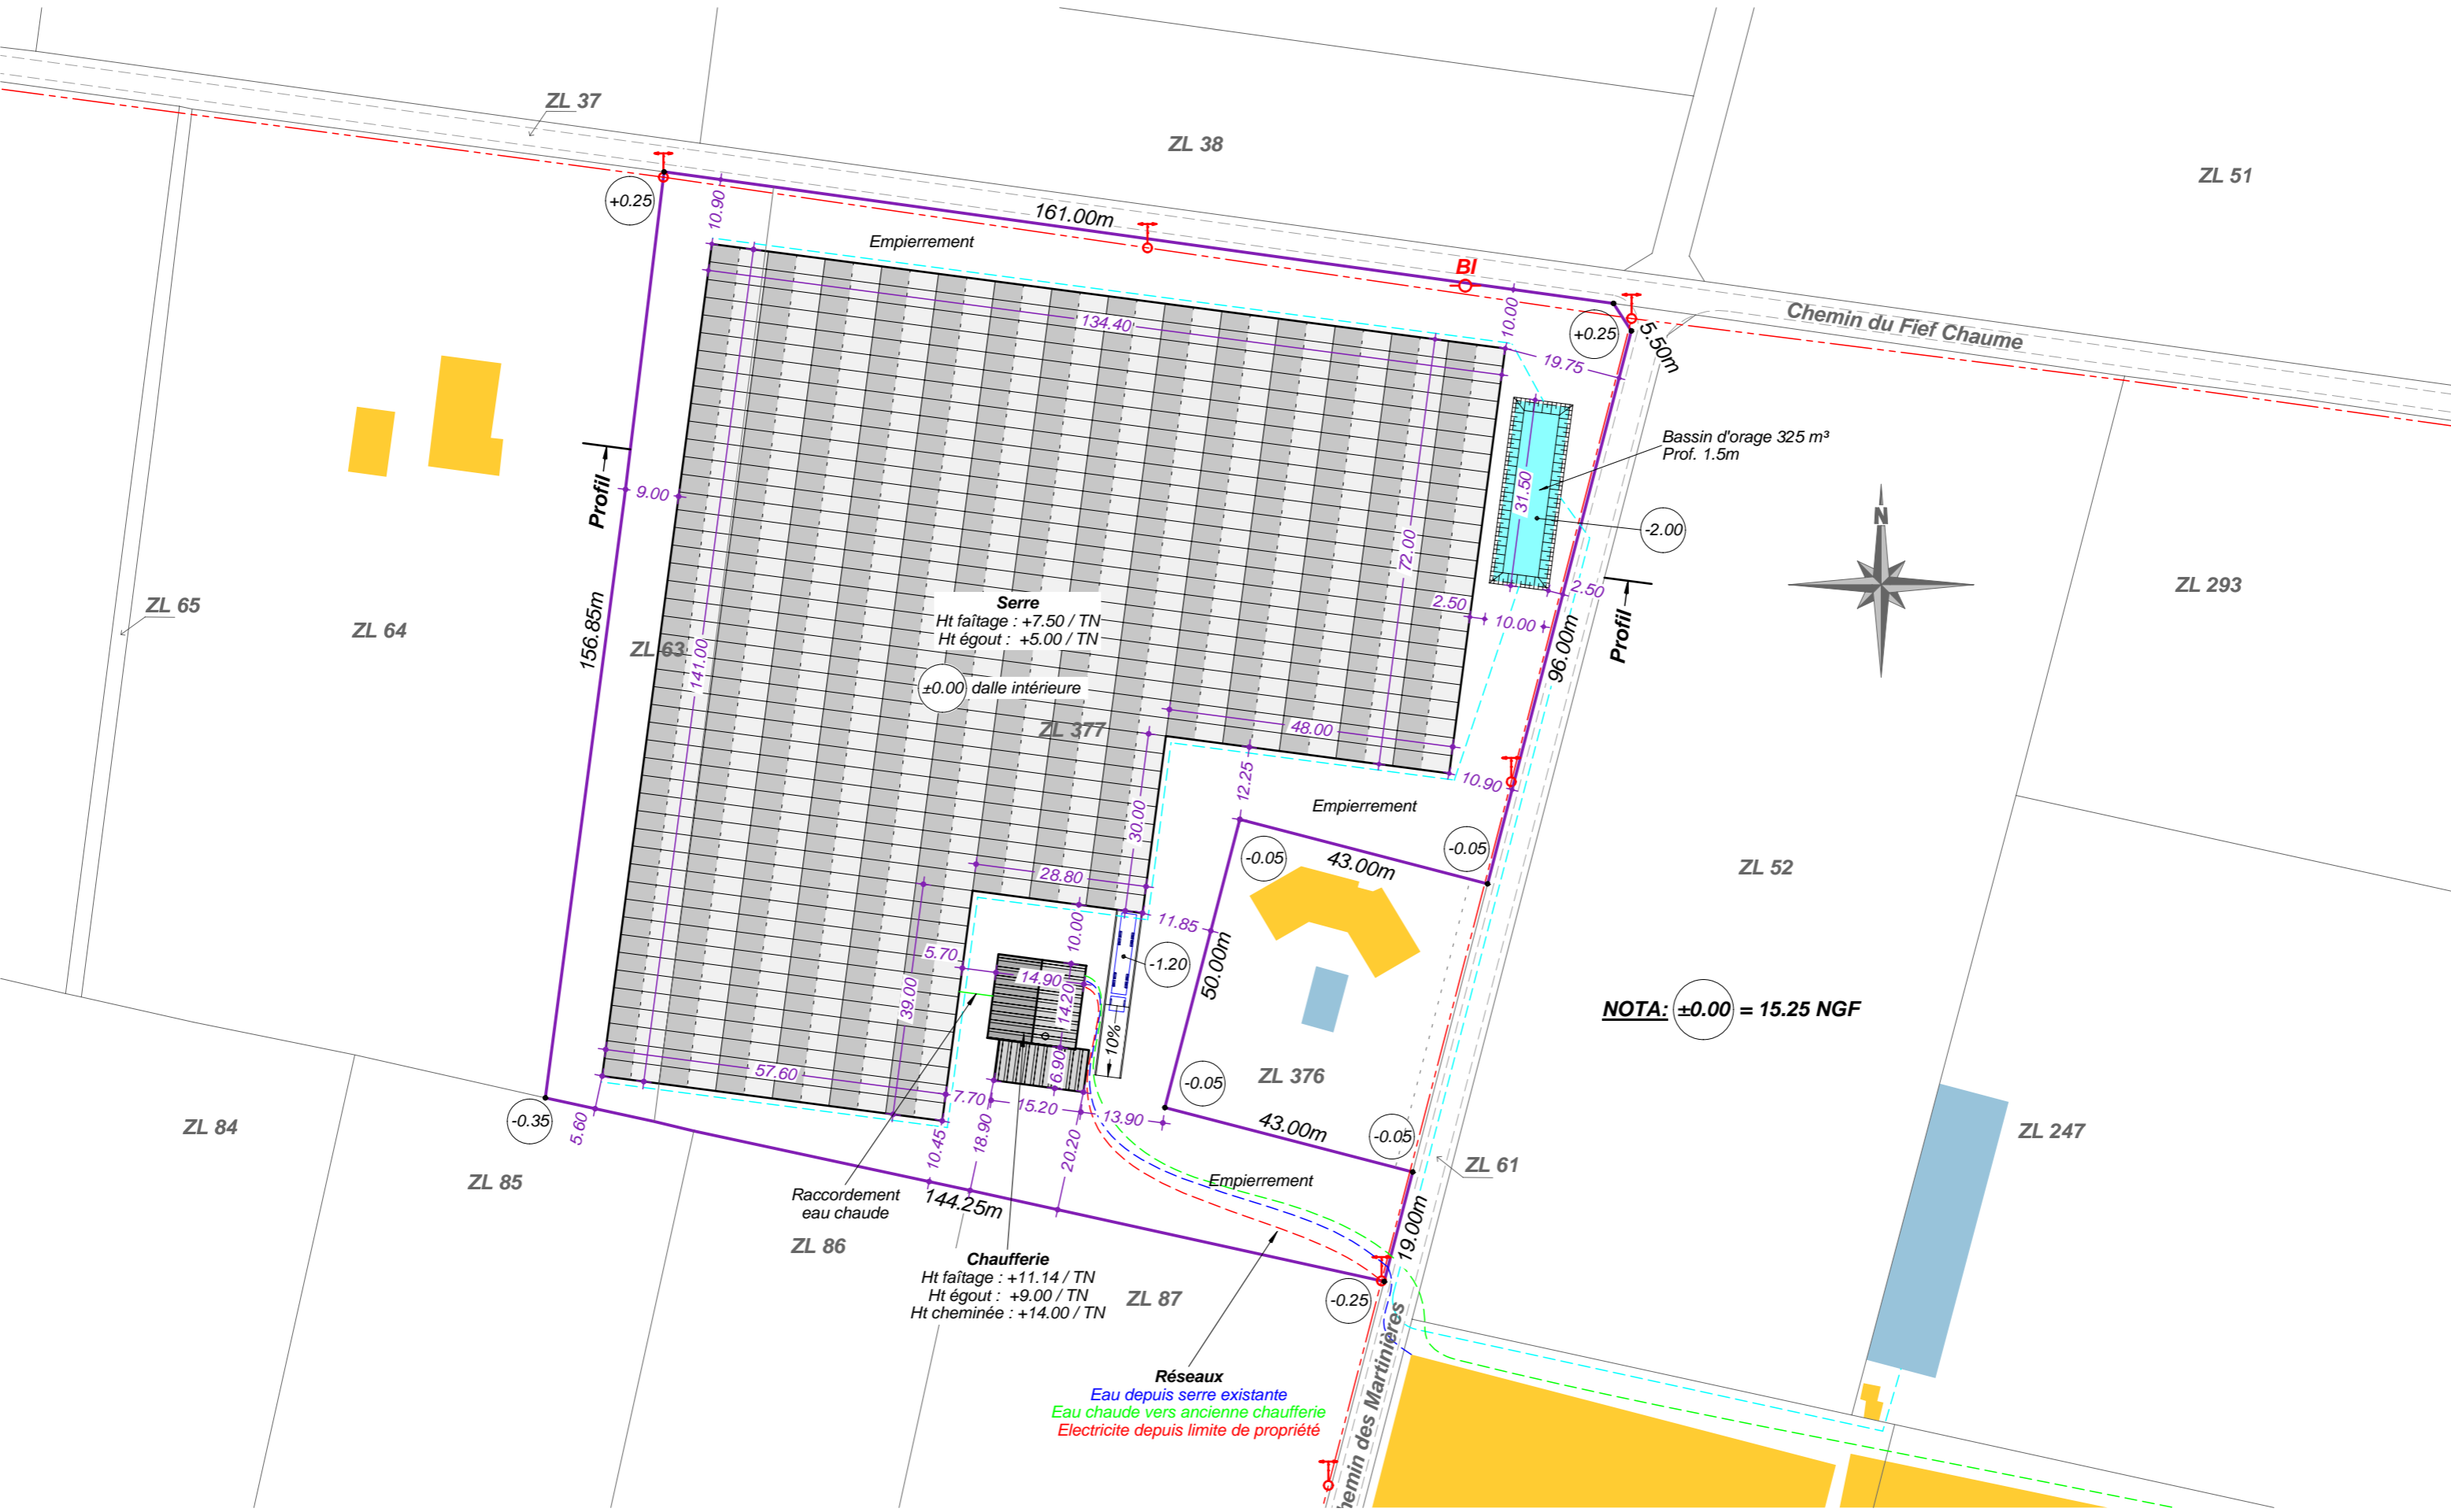 ZL 37
ZL 38
ZL 51
+0.25
10.90
161.00m
Empierrement
BI
10.00
+0.25
5.50m
Chemin du Fief Chaume
134.40
19.75
Bassin d'orage 325 m³
Prof. 1.5m
31.50
-2.00
Profil
9.00
N
72.00
2.50
2.50
10.00
Profil
96.00m
ZL 293
ZL 65
ZL 64
156.85m
ZL 63
141.00
Serre
Ht faîtage : +7.50 / TN
Ht égout : +5.00 / TN
±0.00 dalle intérieure
ZL 377
48.00
12.25
10.90
Empierrement
30.00
-0.05
43.00m
-0.05
ZL 52
28.80
10.00
11.85
5.70
14.90
-1.20
50.00m
39.00
14.20
10%
NOTA: ±0.00 = 15.25 NGF
57.60
6.90
7.70
15.20
13.90
-0.05
ZL 376
43.00m
-0.05
-0.35
5.60
10.45
18.90
20.20
ZL 84
ZL 85
ZL 247
ZL 61
Empierrement
19.00m
Raccordement
eau chaude
144.25m
ZL 86
Chaufferie
Ht faîtage : +11.14 / TN
Ht égout : +9.00 / TN
Ht cheminée : +14.00 / TN
ZL 87
-0.25
Réseaux
Eau depuis serre existante
Eau chaude vers ancienne chaufferie
Electricite depuis limite de propriété
hemin des Martinières